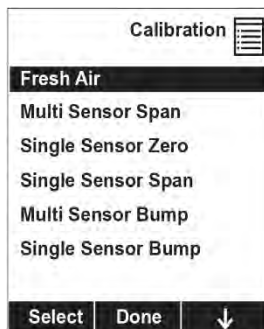 Calibration
Fresh Air
Multi Sensor Span
Single Sensor Zero
Single Sensor Span
Multi Sensor Bump
Single Sensor Bump
Select Done ↓